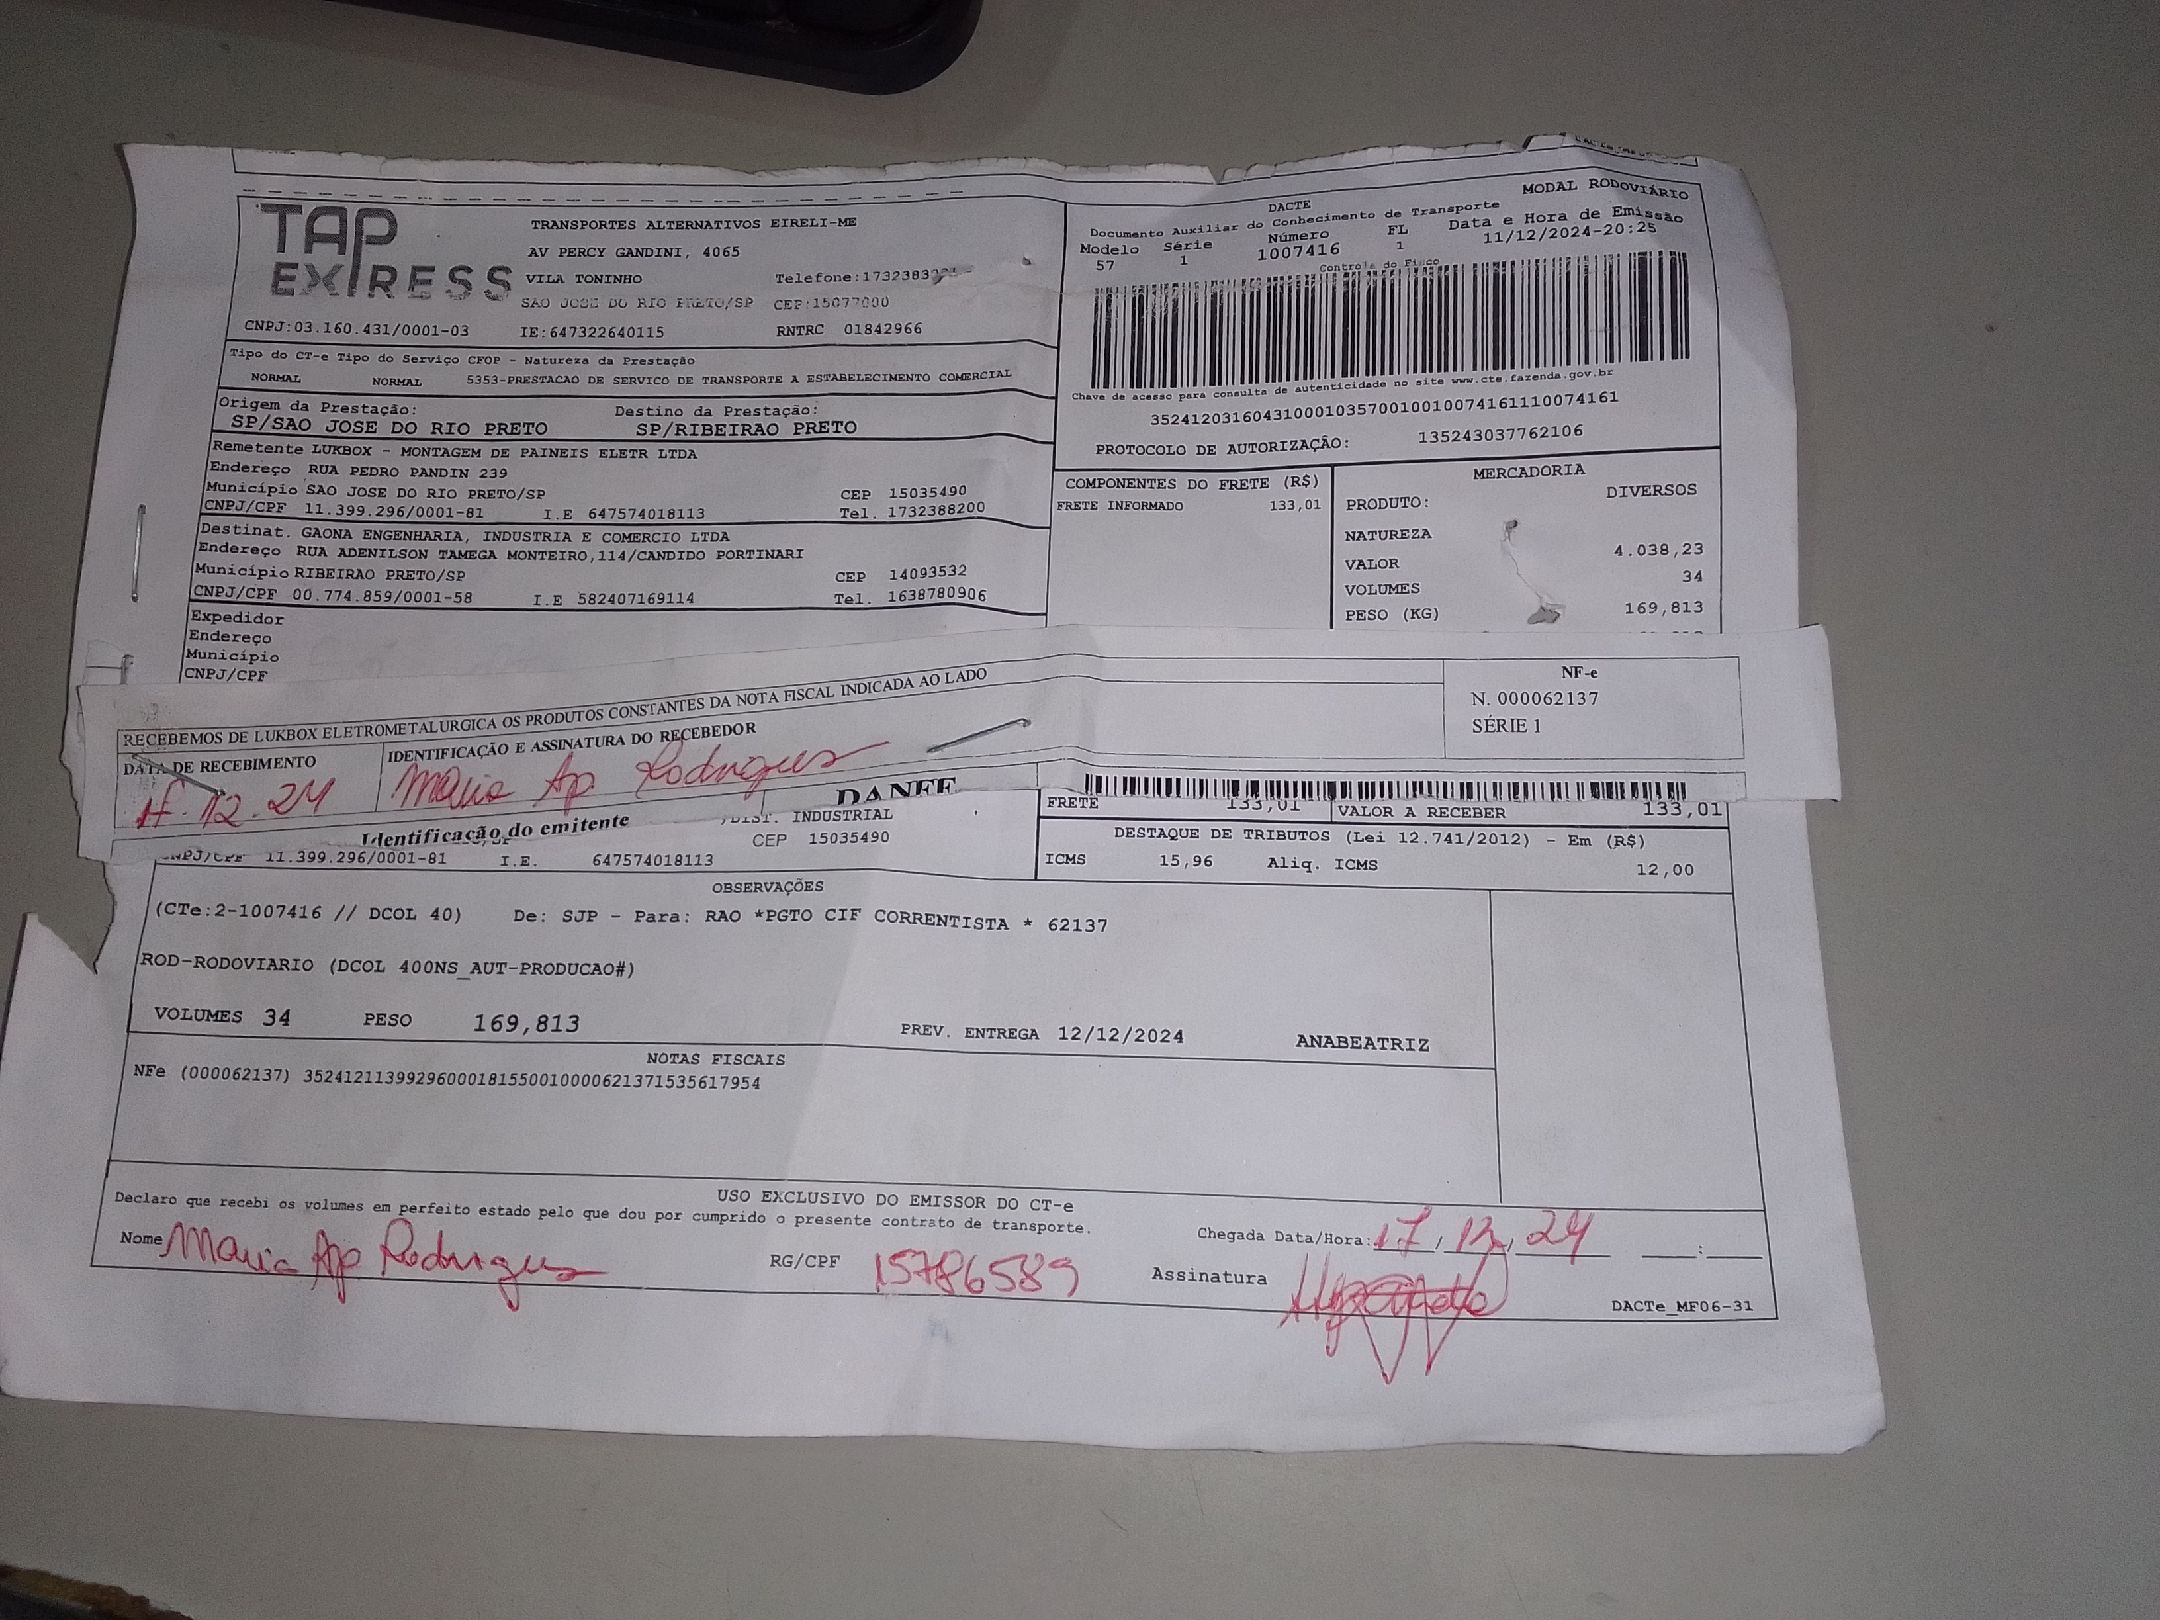 TAP EXPRESS
TRANSPORTES ALTERNATIVOS EIRELI-ME
AV PERCY GANDINI, 4065
VILA TONINHO
SAO JOSE DO RIO PRETO/SP CEP:15077000
CNPJ:03.160.431/0001-03 IE:647322640115 RNTRC 01842966
Tipo do CT-e Tipo do Serviço CFOP - Natureza da Prestação
NORMAL NORMAL 5353-PRESTACAO DE SERVICO DE TRANSPORTE A ESTABELECIMENTO COMERCIAL
Origem da Prestação: Destino da Prestação:
SP/SAO JOSE DO RIO PRETO SP/RIBEIRAO PRETO
Remetente LUKBOX - MONTAGEM DE PAINEIS ELETR LTDA
Endereço RUA PEDRO PANDIN 239
Município SAO JOSE DO RIO PRETO/SP CEP 15035490
CNPJ/CPF 11.399.296/0001-81 I.E 647574018113 Tel. 1732388200
Destinat. GAONA ENGENHARIA, INDUSTRIA E COMERCIO LTDA
Endereço RUA ADENILSON TAMEGA MONTEIRO,114/CANDIDO PORTINARI
Município RIBEIRAO PRETO/SP CEP 14093532
CNPJ/CPF 00.774.859/0001-58 I.E 582407169114 Tel. 1638780906
Expedidor
Endereço
Município
CNPJ/CPF
MODAL RODOVIÁRIO
DACTE
Documento Auxiliar do Conhecimento de Transporte
Modelo Série Número FL Data e Hora de Emissão
57 1 1007416 1 11/12/2024-20:25
Controle do Fisco
Chave de acesso para consulta de autenticidade no site www.cte.fazenda.gov.br
35241203160431000103570010010074161110074161
PROTOCOLO DE AUTORIZAÇÃO: 135243037762106
COMPONENTES DO FRETE (R$)
FRETE INFORMADO 133,01
MERCADORIA
PRODUTO: DIVERSOS
NATUREZA
VALOR 4.038,23
VOLUMES 34
PESO (KG) 169,813
RECEBEMOS DE LUKBOX ELETROMETALURGICA OS PRODUTOS CONSTANTES DA NOTA FISCAL INDICADA AO LADO
DATA DE RECEBIMENTO IDENTIFICAÇÃO E ASSINATURA DO RECEBEDOR
17.12.24 Maria Ap Rodrigues
NF-e
N. 000062137
SÉRIE 1
DANFE
Identificação do emitente
DIST. INDUSTRIAL
CEP 15035490
CNPJ/CPF 11.399.296/0001-81 I.E. 647574018113
FRETE 133,01 VALOR A RECEBER 133,01
DESTAQUE DE TRIBUTOS (Lei 12.741/2012) - Em (R$)
ICMS 15,96 Aliq. ICMS 12,00
OBSERVAÇÕES
(CTe:2-1007416 // DCOL 40) De: SJP - Para: RAO *PGTO CIF CORRENTISTA * 62137
ROD-RODOVIARIO (DCOL 400NS_AUT-PRODUCAO#)
VOLUMES 34 PESO 169,813 PREV. ENTREGA 12/12/2024 ANABEATRIZ
NOTAS FISCAIS
NFe (000062137) 35241211399296000181550010000621371535617954
USO EXCLUSIVO DO EMISSOR DO CT-e
Declaro que recebi os volumes em perfeito estado pelo que dou por cumprido o presente contrato de transporte.
Nome Maria Ap Rodrigues RG/CPF 15786589
Chegada Data/Hora: 17,12,24 :
Assinatura
DACTe_MF06-31